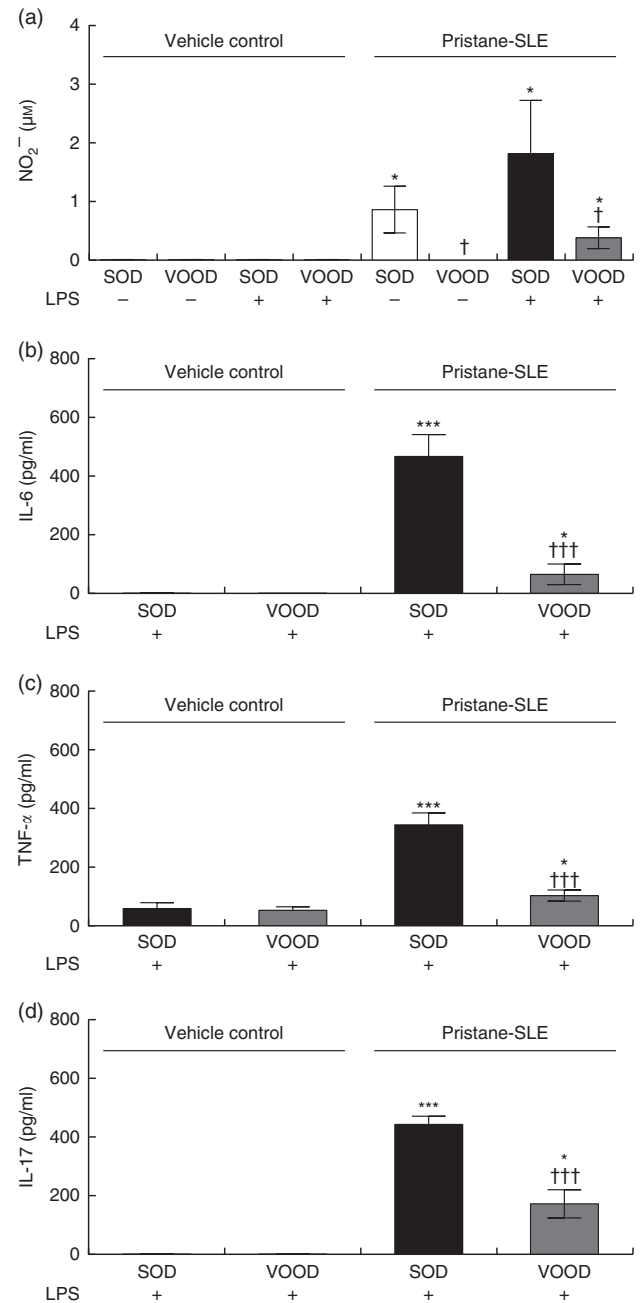 (a)
Vehicle control Pristane-SLE
4
3
2
1
0
NO₂⁻ (μM)
* † * * †
SOD VOOD SOD VOOD SOD VOOD SOD VOOD
LPS – – + + – – + +
(b)
800
600
400
200
0
IL-6 (pg/ml)
Vehicle control Pristane-SLE
***
*
†††
SOD VOOD SOD VOOD
LPS + + + +
(c)
800
600
400
200
0
TNF-α (pg/ml)
Vehicle control Pristane-SLE
***
*
†††
SOD VOOD SOD VOOD
LPS + + + +
(d)
800
600
400
200
0
IL-17 (pg/ml)
Vehicle control Pristane-SLE
***
*
†††
SOD VOOD SOD VOOD
LPS + + + +